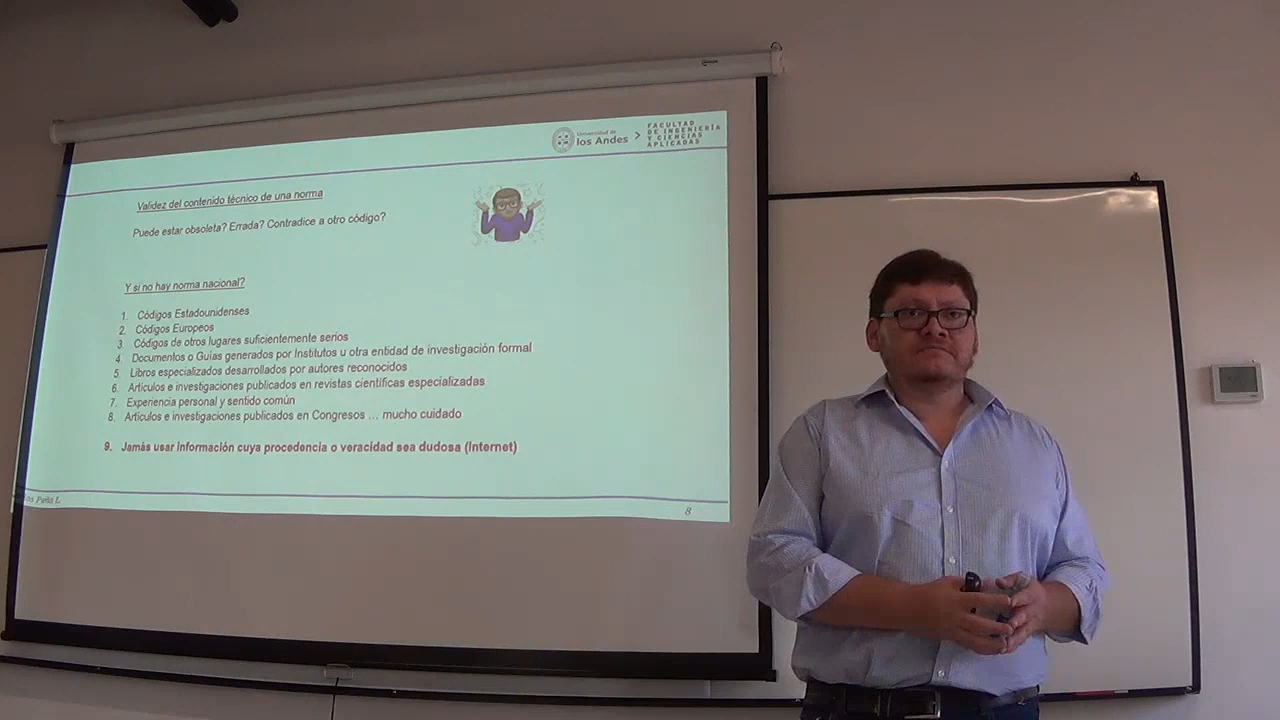 Universidad de
los Andes
FACULTAD
DE INGENIERÍA
Y CIENCIAS
APLICADAS
Validez del contenido técnico de una norma
Puede estar obsoleta? Errada? Contradice a otro código?
Y si no hay norma nacional?
1. Códigos Estadounidenses
2. Códigos Europeos
3. Códigos de otros lugares suficientemente serios
4. Documentos o Guías generados por Institutos u otra entidad de investigación formal
5. Libros especializados desarrollados por autores reconocidos
6. Artículos e investigaciones publicados en revistas científicas especializadas
7. Experiencia personal y sentido común
8. Artículos e investigaciones publicados en Congresos … mucho cuidado
9. Jamás usar Información cuya procedencia o veracidad sea dudosa (Internet)
Peña L.
8